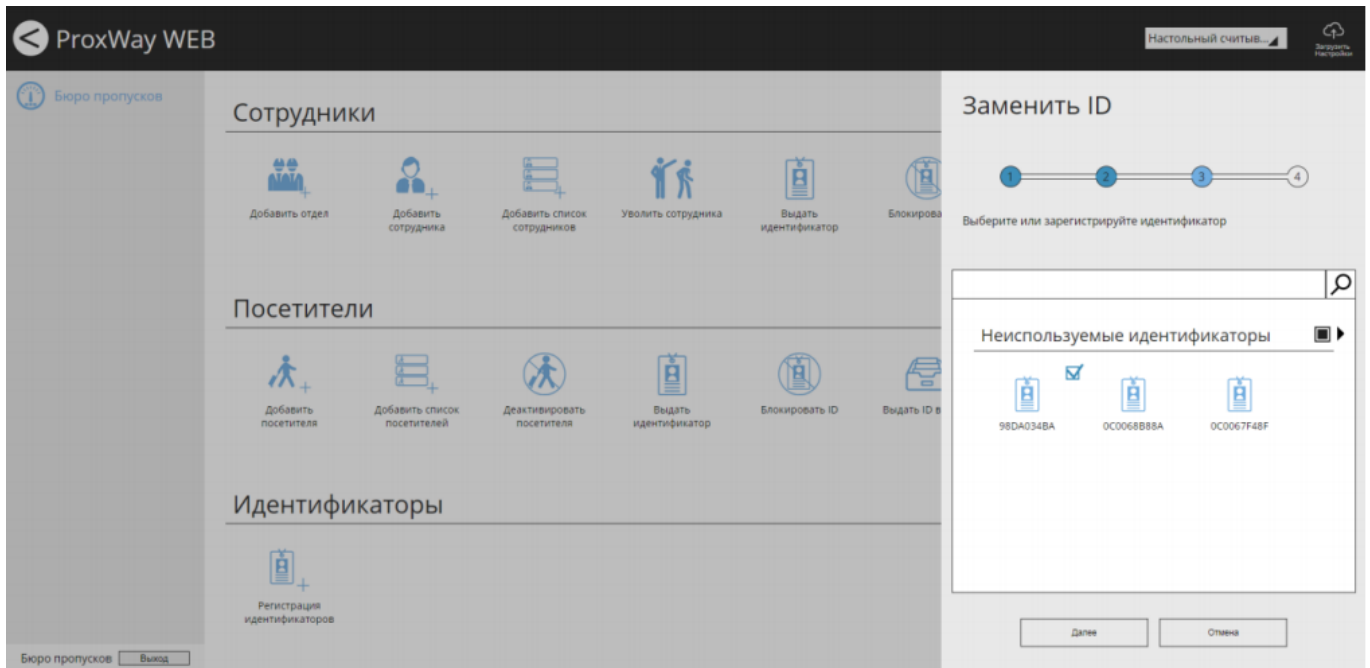 ProxWay WEB
Настольный считыв...
Загрузить
Настройки
Бюро пропусков
Сотрудники
Добавить отдел
Добавить
сотрудника
Добавить список
сотрудников
Уволить сотрудника
Выдать
идентификатор
Блокирова
Посетители
Добавить
посетителя
Добавить список
посетителей
Деактивировать
посетителя
Выдать
идентификатор
Блокировать ID
Выдать ID в
Идентификаторы
Регистрация
идентификаторов
Бюро пропусков
Выход
Заменить ID
1
2
3
4
Выберите или зарегистрируйте идентификатор
Неиспользуемые идентификаторы
98DA034BA
0C0068B88A
0C0067F48F
Далее
Отмена